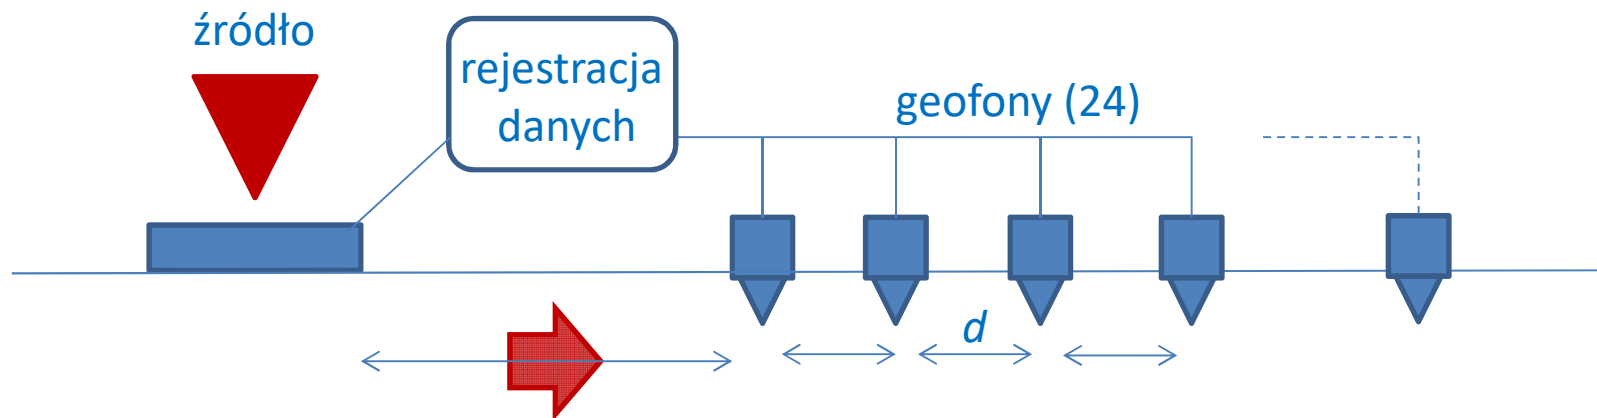 źródło
rejestracja
danych
geofony (24)
d